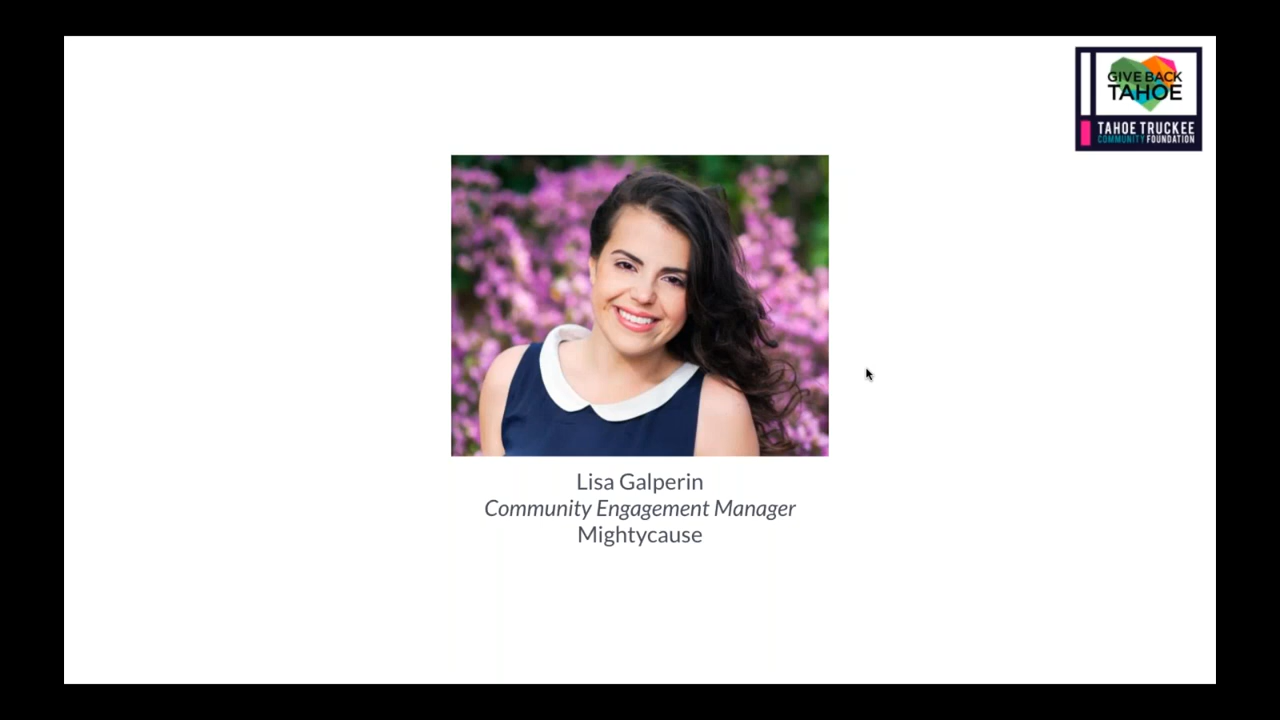 GIVE BACK
TAHOE
TAHOE TRUCKEE
COMMUNITY FOUNDATION
Lisa Galperin
Community Engagement Manager
Mightycause